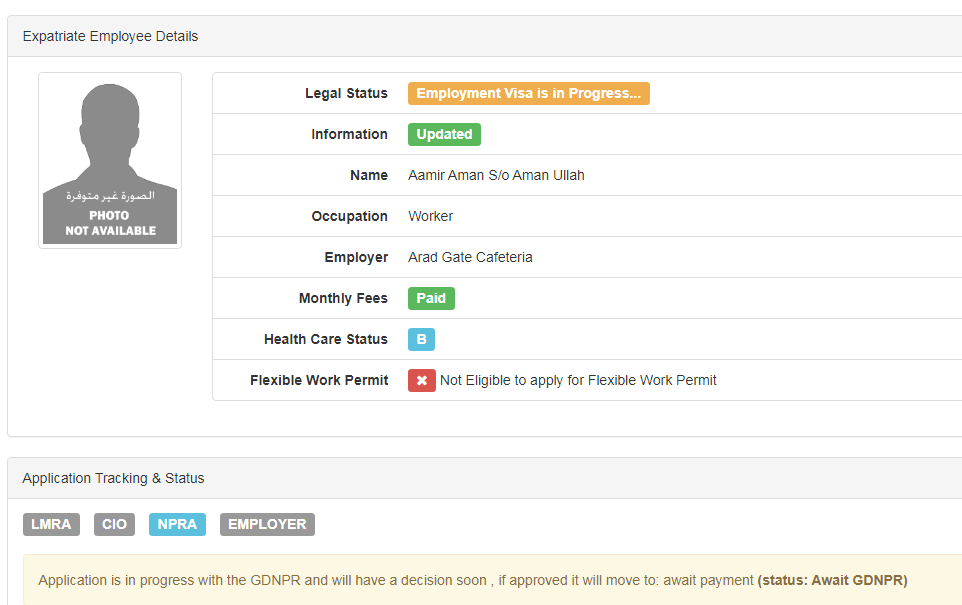 Expatriate Employee Details
الصورة غير متوفرة
PHOTO
NOT AVAILABLE
Legal Status Employment Visa is in Progress...
Information Updated
Name Aamir Aman S/o Aman Ullah
Occupation Worker
Employer Arad Gate Cafeteria
Monthly Fees Paid
Health Care Status B
Flexible Work Permit ✖ Not Eligible to apply for Flexible Work Permit
Application Tracking & Status
LMRA CIO NPRA EMPLOYER
Application is in progress with the GDNPR and will have a decision soon , if approved it will move to: await payment (status: Await GDNPR)